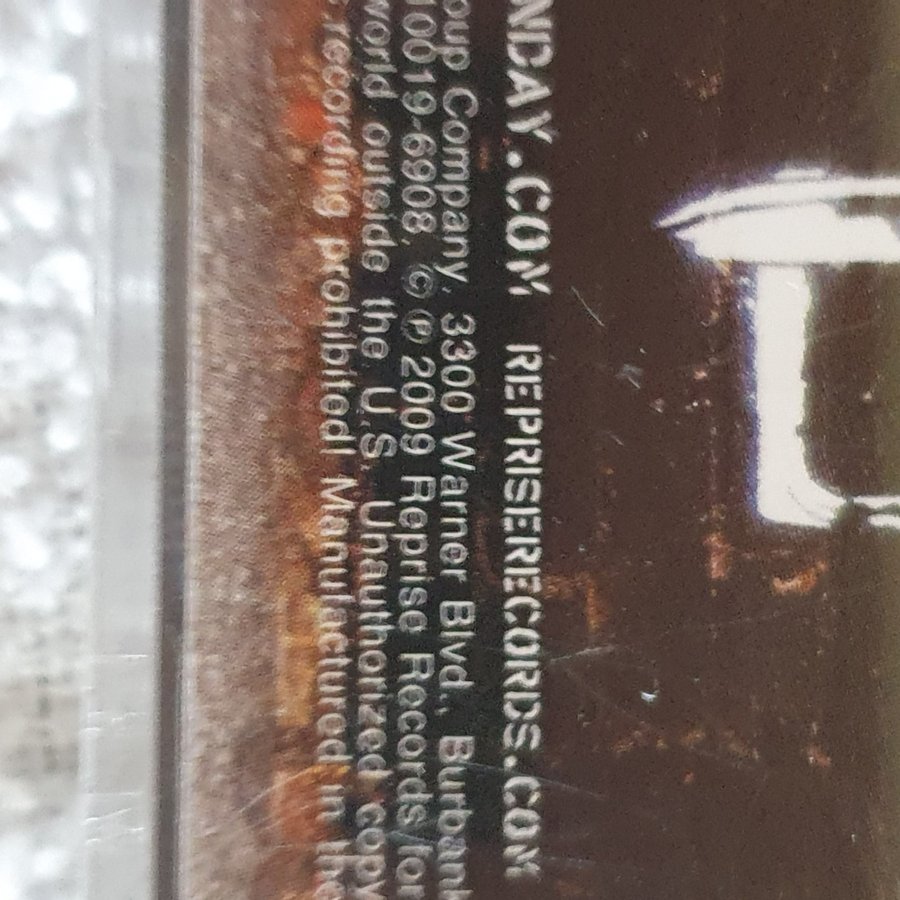 NDAY.COM REPRISERECORDS.COM
oup Company, 3300 Warner Blvd., Burbank
10019-6908. ©℗ 2009 Reprise Records for
world outside the U.S. Unauthorized copy
recording prohibited! Manufactured in the